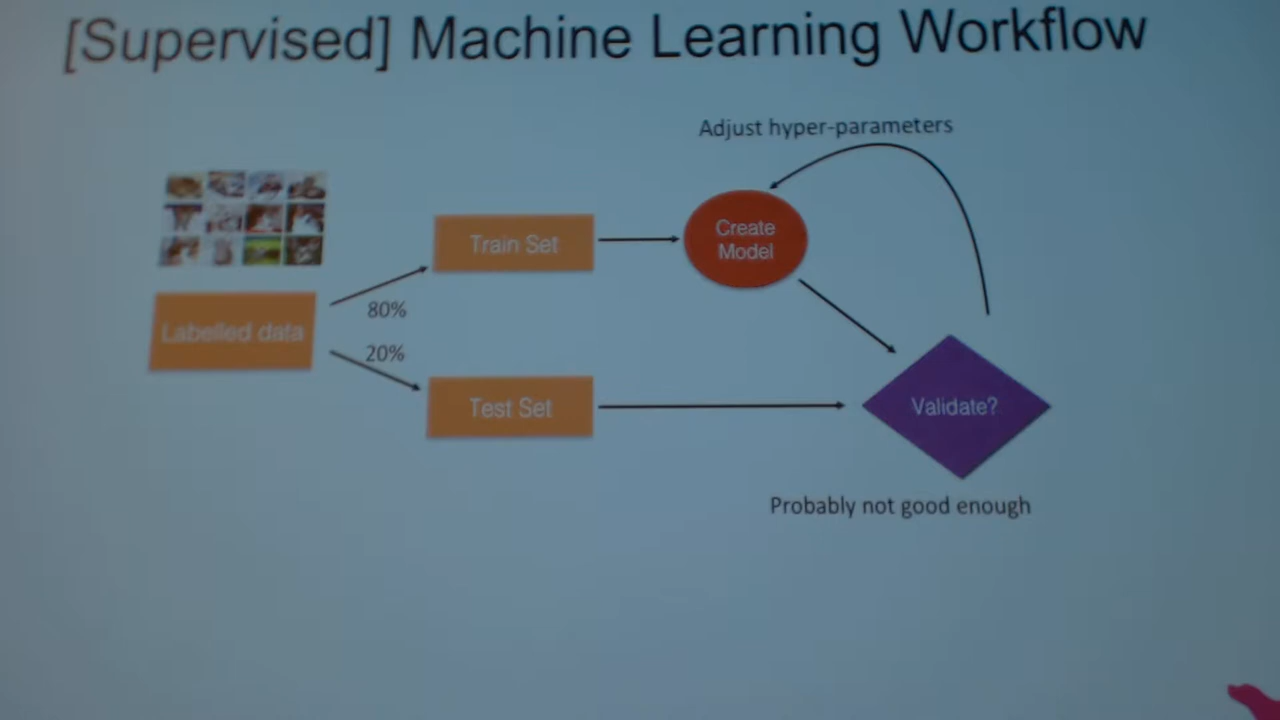 [Supervised] Machine Learning Workflow
Adjust hyper-parameters
Train Set
Create
Model
80%
Labelled data
20%
Test Set
Validate?
Probably not good enough